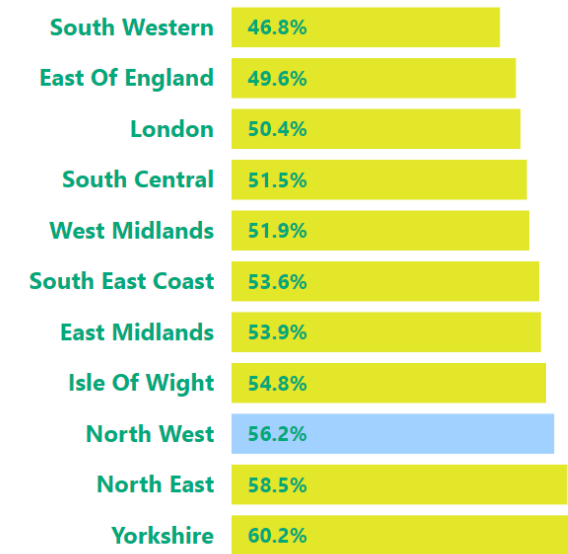 South Western 46.8%
East Of England 49.6%
London 50.4%
South Central 51.5%
West Midlands 51.9%
South East Coast 53.6%
East Midlands 53.9%
Isle Of Wight 54.8%
North West 56.2%
North East 58.5%
Yorkshire 60.2%